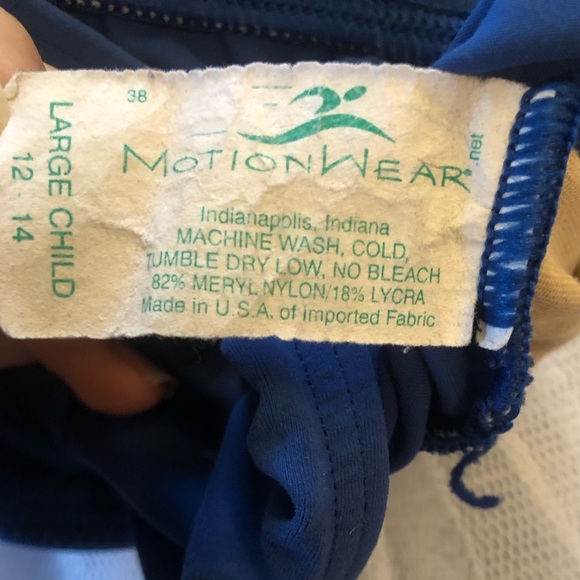 38
MOTIONWEAR®.net
Indianapolis, Indiana
MACHINE WASH, COLD,
TUMBLE DRY LOW, NO BLEACH
82% MERYL NYLON/18% LYCRA
Made in U.S.A. of Imported Fabric
LARGE CHILD
12 - 14